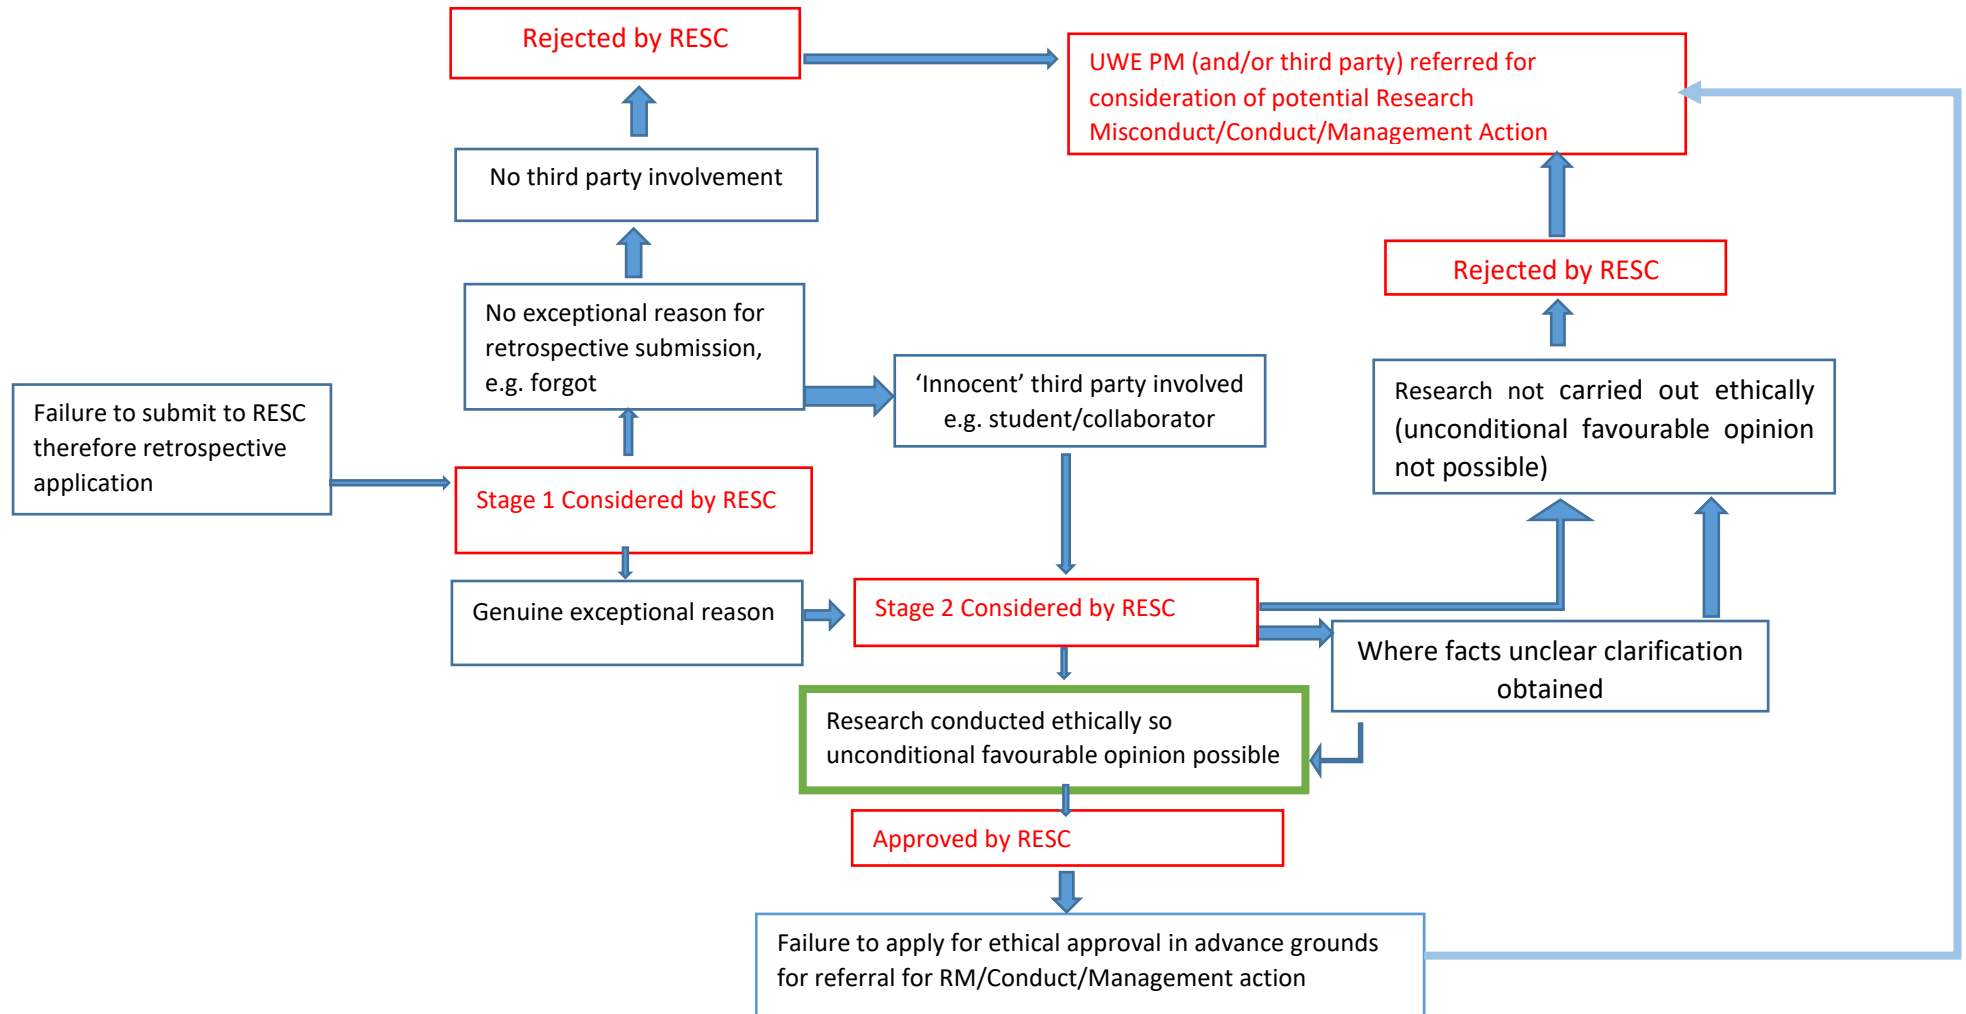 Rejected by RESC
UWE PM (and/or third party) referred for
consideration of potential Research
Misconduct/Conduct/Management Action
No third party involvement
Rejected by RESC
No exceptional reason for
retrospective submission,
e.g. forgot
‘Innocent’ third party involved
e.g. student/collaborator
Research not carried out ethically
(unconditional favourable opinion
not possible)
Failure to submit to RESC
therefore retrospective
application
Stage 1 Considered by RESC
Genuine exceptional reason
Stage 2 Considered by RESC
Where facts unclear clarification
obtained
Research conducted ethically so
unconditional favourable opinion possible
Approved by RESC
Failure to apply for ethical approval in advance grounds
for referral for RM/Conduct/Management action